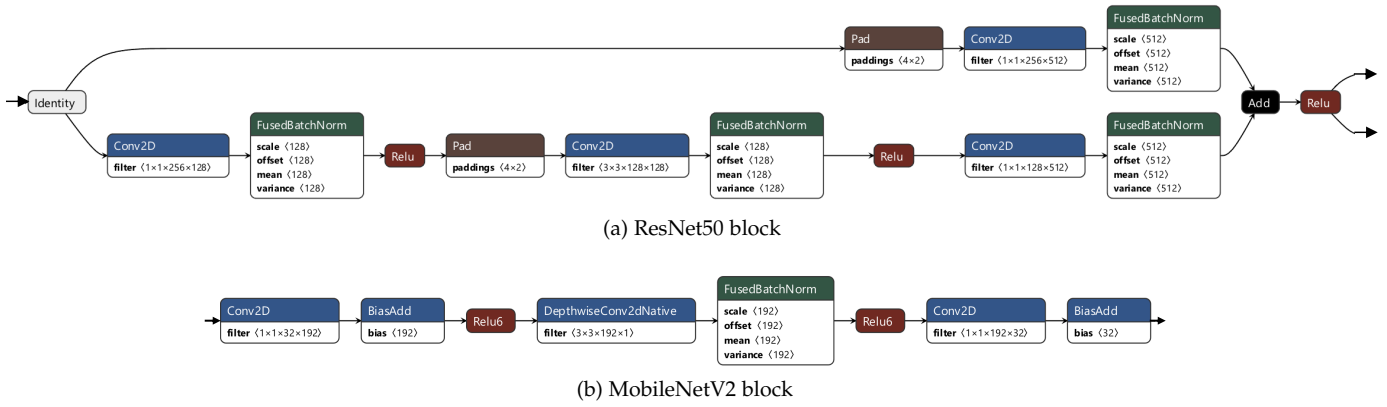 Identity
Pad
paddings ⟨4×2⟩
Conv2D
filter ⟨1×1×256×512⟩
FusedBatchNorm
scale ⟨512⟩
offset ⟨512⟩
mean ⟨512⟩
variance ⟨512⟩
Conv2D
filter ⟨1×1×256×128⟩
FusedBatchNorm
scale ⟨128⟩
offset ⟨128⟩
mean ⟨128⟩
variance ⟨128⟩
Relu
Pad
paddings ⟨4×2⟩
Conv2D
filter ⟨3×3×128×128⟩
FusedBatchNorm
scale ⟨128⟩
offset ⟨128⟩
mean ⟨128⟩
variance ⟨128⟩
Relu
Conv2D
filter ⟨1×1×128×512⟩
FusedBatchNorm
scale ⟨512⟩
offset ⟨512⟩
mean ⟨512⟩
variance ⟨512⟩
Add
Relu
(a) ResNet50 block
Conv2D
filter ⟨1×1×32×192⟩
BiasAdd
bias ⟨192⟩
Relu6
DepthwiseConv2dNative
filter ⟨3×3×192×1⟩
FusedBatchNorm
scale ⟨192⟩
offset ⟨192⟩
mean ⟨192⟩
variance ⟨192⟩
Relu6
Conv2D
filter ⟨1×1×192×32⟩
BiasAdd
bias ⟨32⟩
(b) MobileNetV2 block